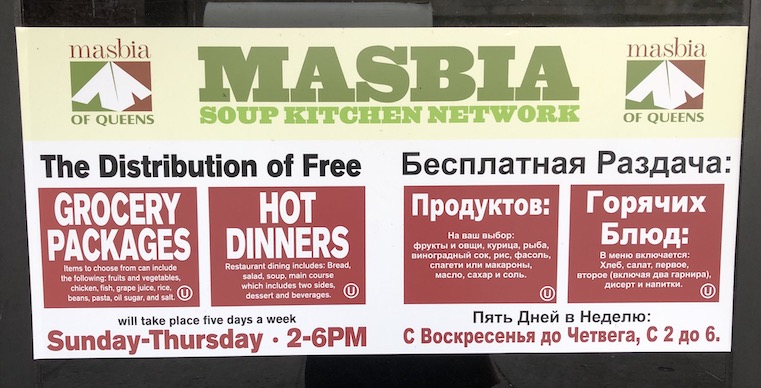 masbia
OF QUEENS
MASBIA
SOUP KITCHEN NETWORK
masbia
OF QUEENS
The Distribution of Free
GROCERY
PACKAGES
Items to choose from can include
the following: fruits and vegetables,
chicken, fish, grape juice, rice,
beans, pasta, oil sugar, and salt.
U
HOT
DINNERS
Restaurant dining includes: Bread,
salad, soup, main course
which includes two sides,
dessert and beverages.
U
will take place five days a week
Sunday-Thursday · 2-6PM
Бесплатная Раздача:
Продуктов:
На ваш выбор:
фрукты и овщи, курица, рыба,
виноградный сок, рис, фасоль,
спагети или макароны,
масло, сахар и соль.
U
Горячих
Блюд:
В меню включается:
Хлеб, салат, первое,
второе (включая два гарнира),
дисерт и напитки.
U
Пять Дней в Неделю:
С Воскресенья до Четвега, С 2 до 6.